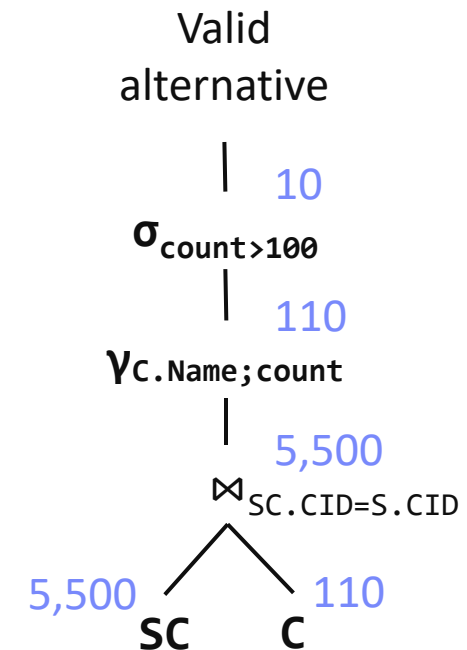 Valid
alternative
10
σcount>100
110
γC.Name;count
5,500
⋈SC.CID=S.CID
5,500 110
SC C